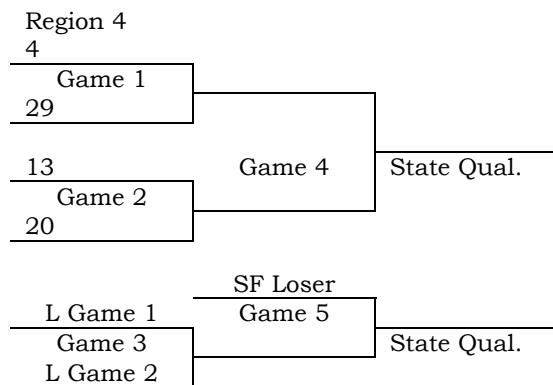 Region 4
4
Game 1
29
13
Game 4
State Qual.
Game 2
20
SF Loser
L Game 1
Game 5
Game 3
State Qual.
L Game 2